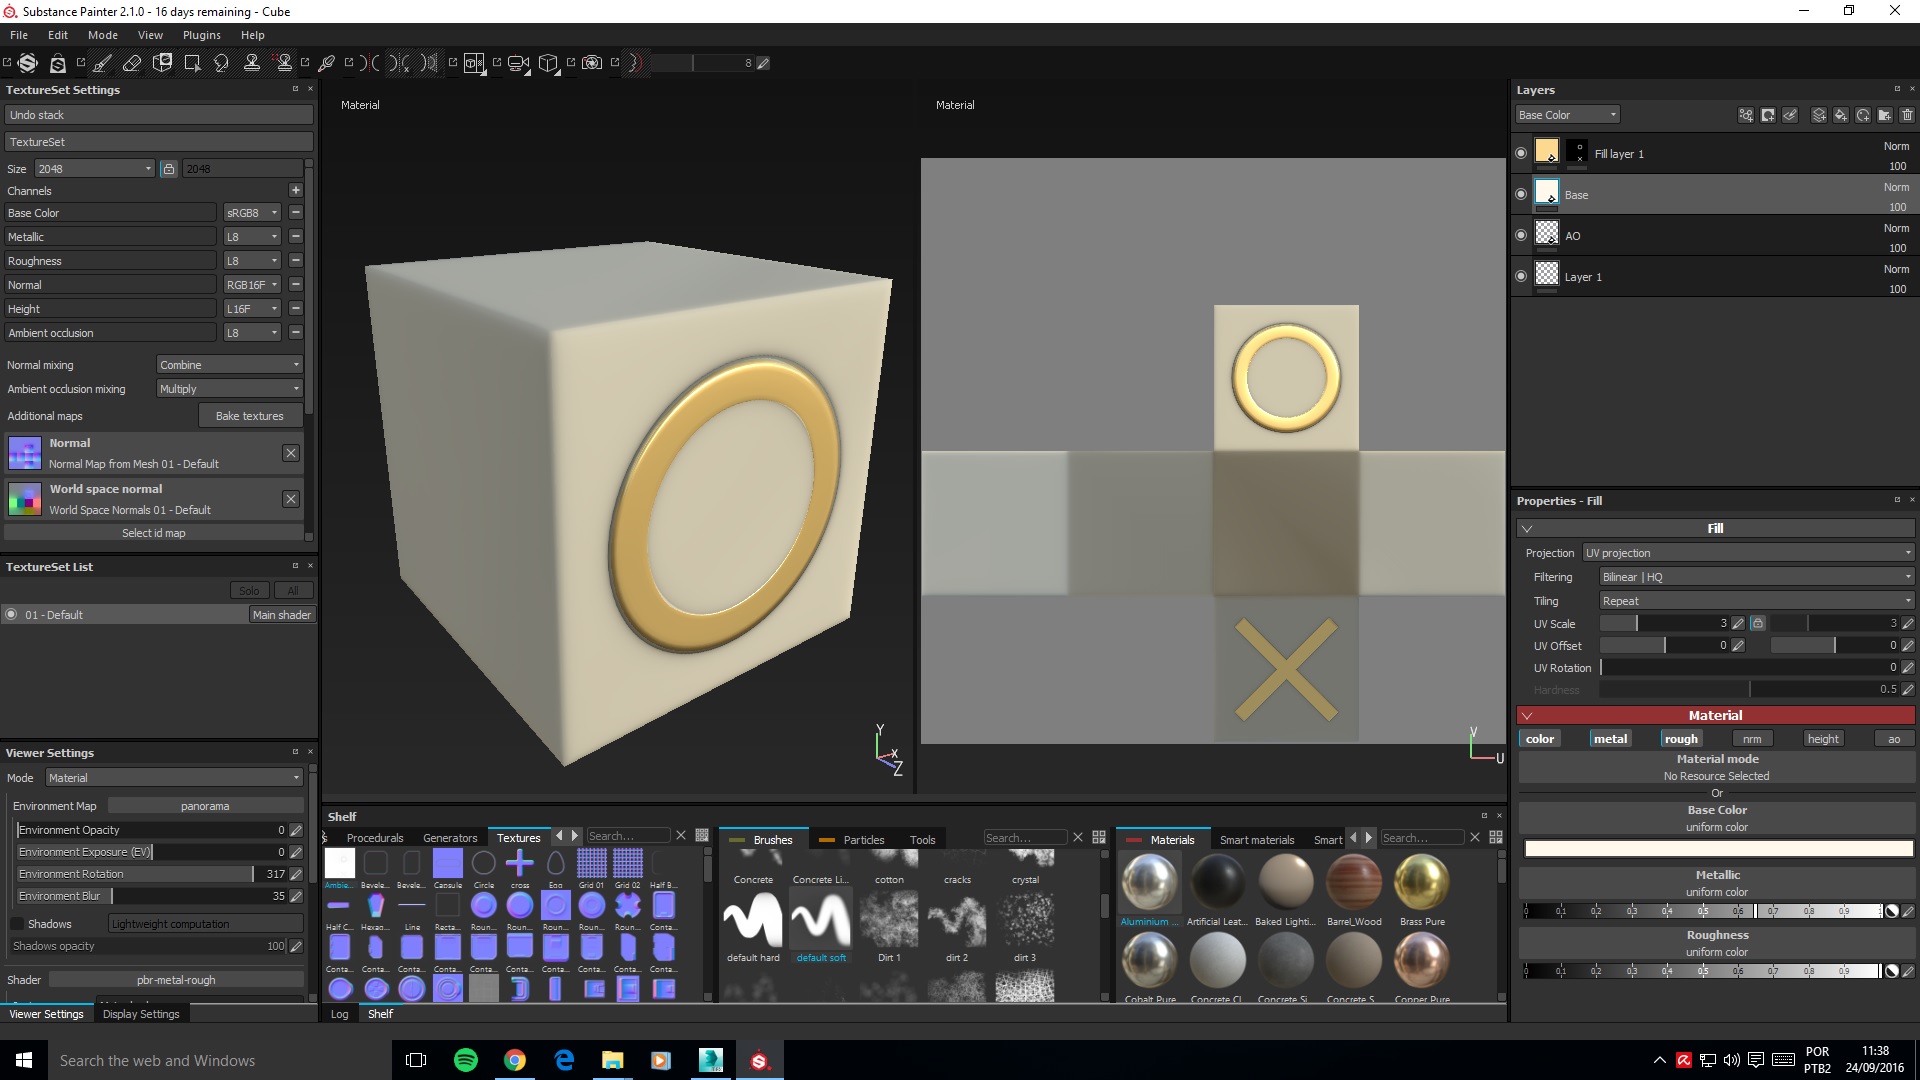 Substance Painter 2.1.0 - 16 days remaining - Cube
File Edit Mode View Plugins Help
8
TextureSet Settings
Undo stack
TextureSet
Size 2048 2048
Channels
Base Color sRGB8
Metallic L8
Roughness L8
Normal RGB16F
Height L16F
Ambient occlusion L8
Normal mixing Combine
Ambient occlusion mixing Multiply
Additional maps Bake textures
Normal
Normal Map from Mesh 01 - Default
World space normal
World Space Normals 01 - Default
Select id map
TextureSet List
Solo All
01 - Default Main shader
Viewer Settings
Mode Material
Environment Map panorama
Environment Opacity 0
Environment Exposure (EV) 0
Environment Rotation 317
Environment Blur 35
Shadows Lightweight computation
Shadows opacity 100
Shader pbr-metal-rough
Viewer Settings Display Settings
Material
Y
X
Z
Material
V
U
Shelf
s Procedurals Generators Textures Search...
Ambie... Bevele... Bevele... Capsule Circle cross Egg Grid 01 Grid 02 Half B...
Half C... Hexao... Line Recta... Roun... Roun... Roun... Roun... Roun... Conta...
Conta... Conta... Conta... Conta... Conta... Conta... Conta... Conta... Conta... Conta...
Brushes Particles Tools Search...
Concrete Concrete Li... cotton cracks crystal
default hard default soft Dirt 1 dirt 2 dirt 3
Materials Smart materials Smart Search...
Aluminium ... Artificial Leat... Baked Lighti... Barrel_Wood Brass Pure
Cobalt Pure Concrete Cl... Concrete Si... Concrete S... Copper Pure
Log Shelf
Layers
Base Color
Fill layer 1 Norm
100
Base Norm
100
AO Norm
100
Layer 1 Norm
100
Properties - Fill
Fill
Projection UV projection
Filtering Bilinear | HQ
Tiling Repeat
UV Scale 3 3
UV Offset 0 0
UV Rotation 0
Hardness 0.5
Material
color metal rough nrm height ao
Material mode
No Resource Selected
Or
Base Color
uniform color
Metallic
uniform color
0 0.1 0.2 0.3 0.4 0.5 0.6 0.7 0.8 0.9 1
Roughness
uniform color
0 0.1 0.2 0.3 0.4 0.5 0.6 0.7 0.8 0.9
Search the web and Windows
POR
PTB2
11:38
24/09/2016